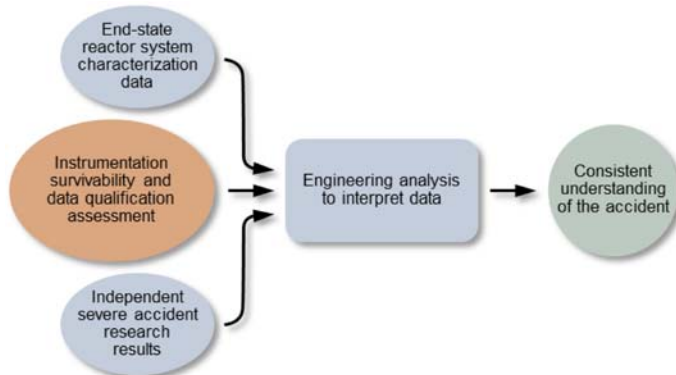 End-state
reactor system
characterization
data
Instrumentation
survivability and
data qualification
assessment
Independent
severe accident
research
results
Engineering analysis
to interpret data
Consistent
understanding
of the accident